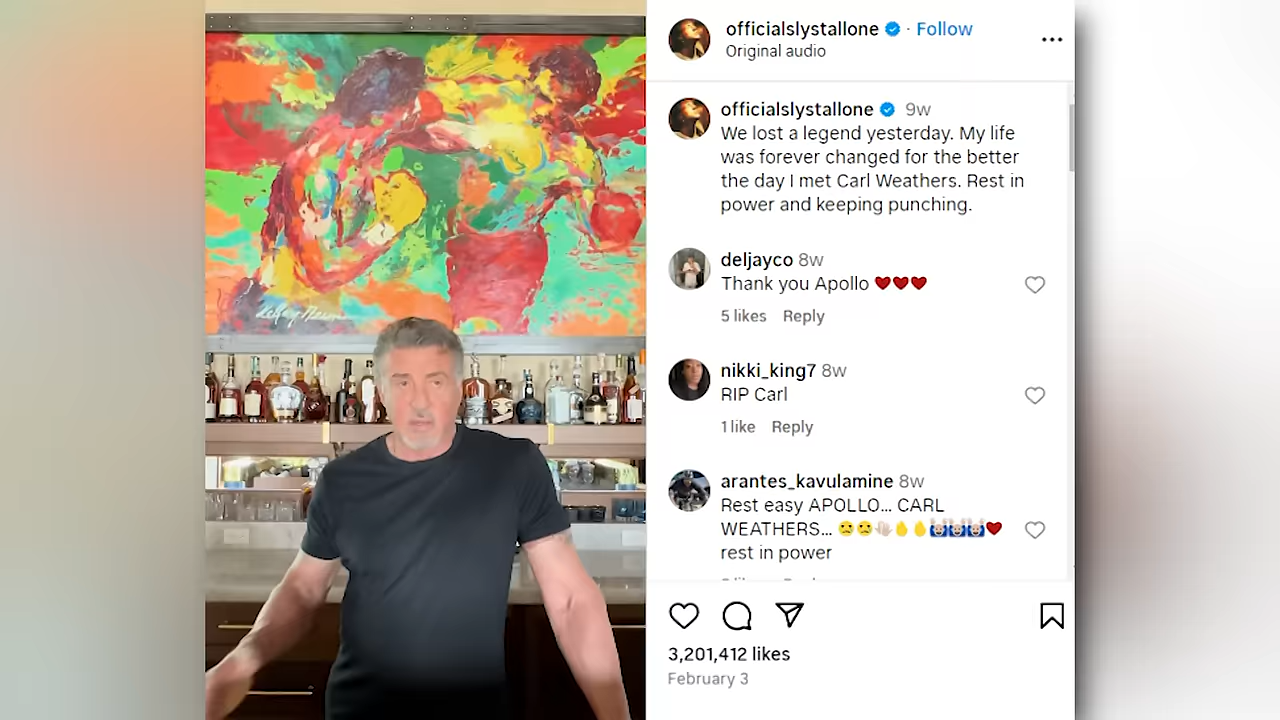 officialslystallone · Follow
Original audio
officialslystallone 9w
We lost a legend yesterday. My life
was forever changed for the better
the day I met Carl Weathers. Rest in
power and keeping punching.
deljayco 8w
Thank you Apollo ❤️❤️❤️
5 likes Reply
nikki_king7 8w
RIP Carl
1 like Reply
arantes_kavulamine 8w
Rest easy APOLLO... CARL
WEATHERS...
rest in power
3,201,412 likes
February 3